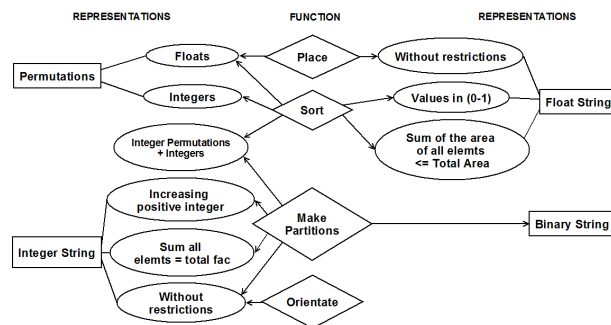 REPRESENTATIONS
FUNCTION
REPRESENTATIONS
Floats
Place
Without restrictions
Permutations
Integers
Sort
Values in (0-1)
Float String
Integer Permutations
+ Integers
Sum of the area
of all elemts
<= Total Area
Increasing
positive integer
Make
Partitions
Binary String
Integer String
Sum all
elemts = total fac
Without
restrictions
Orientate